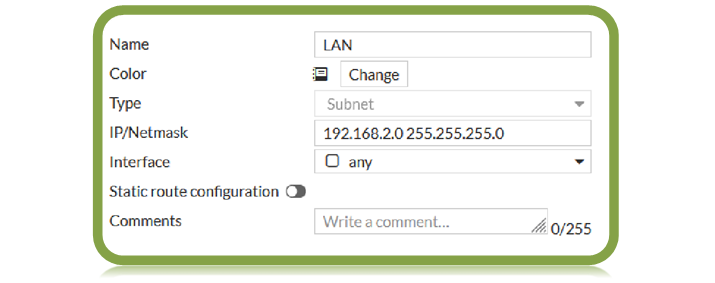 Name LAN
Color Change
Type Subnet
IP/Netmask 192.168.2.0 255.255.255.0
Interface any
Static route configuration
Comments Write a comment... 0/255